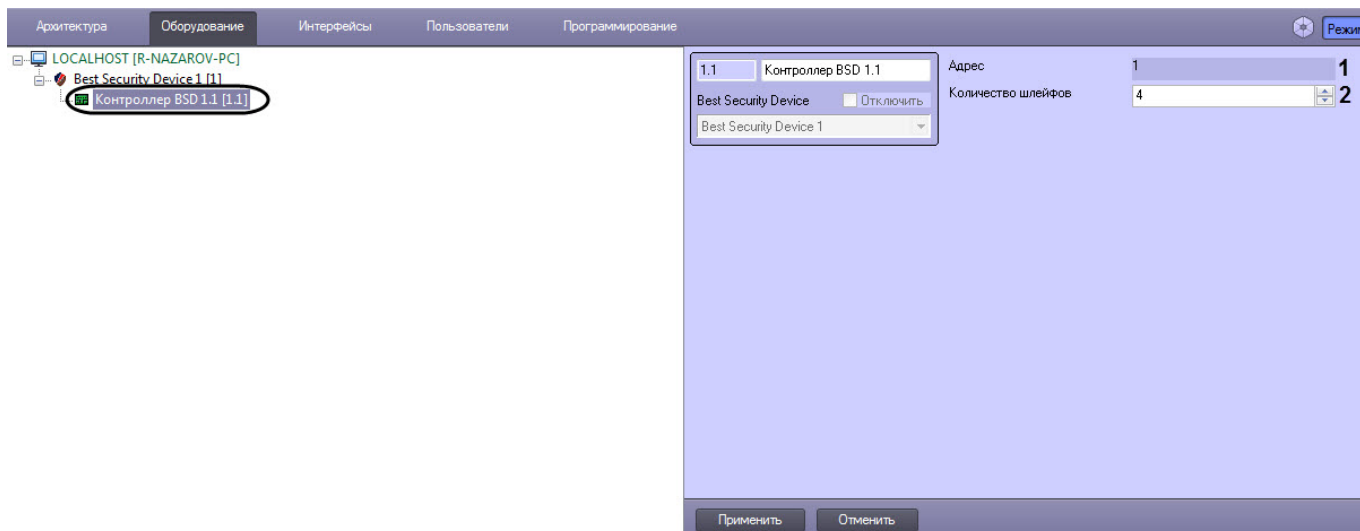 Архитектура Оборудование Интерфейсы Пользователи Программирование Режим
LOCALHOST [R-NAZAROV-PC]
Best Security Device 1 [1]
Контроллер BSD 1.1 [1.1]
1.1 Контроллер BSD 1.1
Best Security Device Отключить
Best Security Device 1
Адрес 1 1
Количество шлейфов 4 2
Применить Отменить